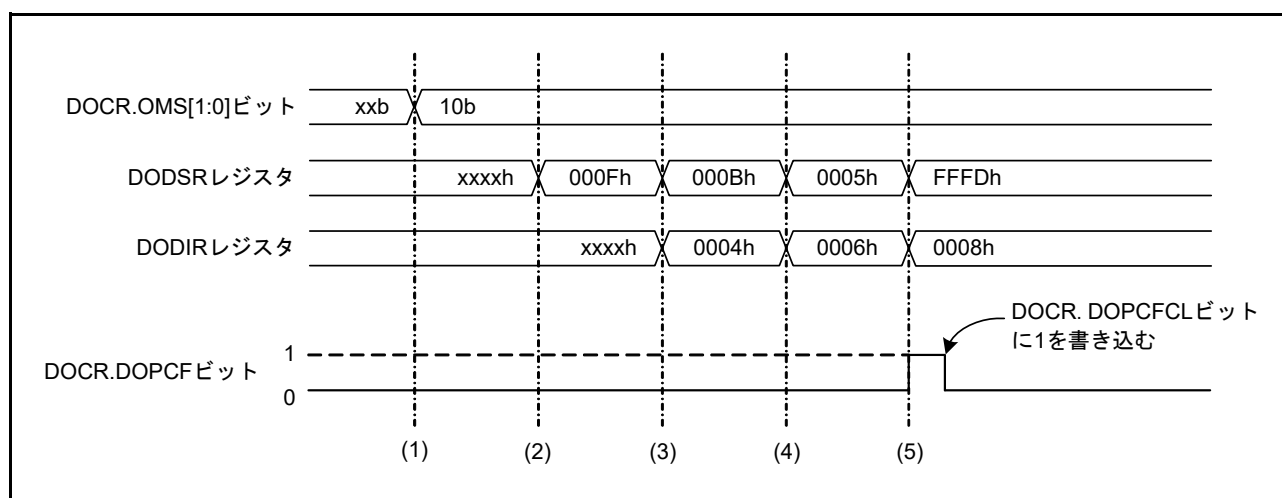 DOCR.OMS[1:0]ビット xxb 10b
DODSRレジスタ xxxxh 000Fh 000Bh 0005h FFFDh
DODIRレジスタ xxxxh 0004h 0006h 0008h
DOCR. DOPCFCLビット
に1を書き込む
DOCR.DOPCFビット 1
0
(1) (2) (3) (4) (5)